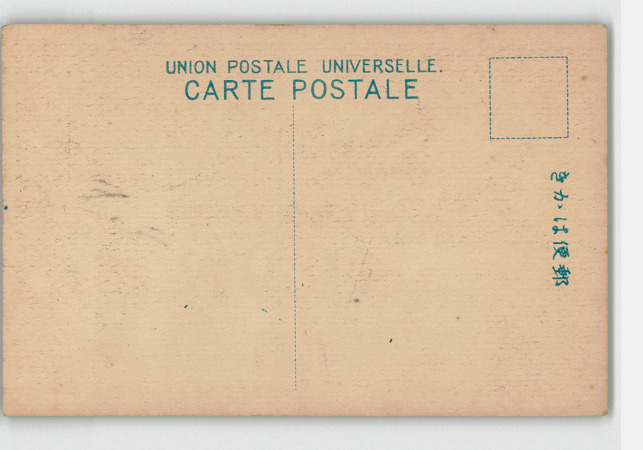 UNION POSTALE UNIVERSELLE.
CARTE POSTALE
郵便はかき